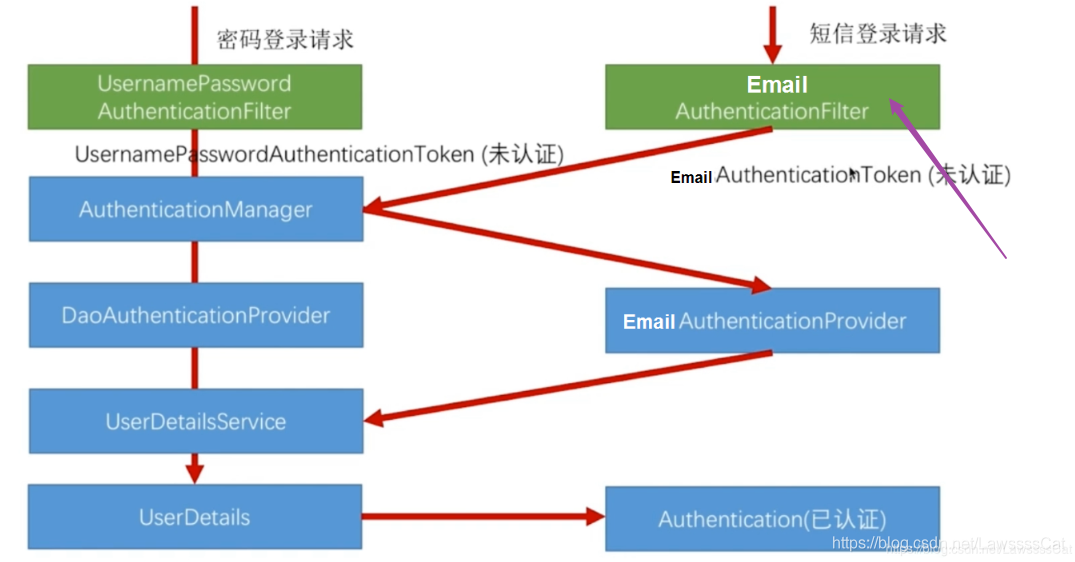 密码登录请求
短信登录请求
UsernamePassword
AuthenticationFilter
Email
AuthenticationFilter
UsernamePasswordAuthenticationToken (未认证)
Email AuthenticationToken (未认证)
AuthenticationManager
DaoAuthenticationProvider
Email AuthenticationProvider
UserDetailsService
UserDetails
Authentication(已认证)
https://blog.csdn.net/LawssssCat